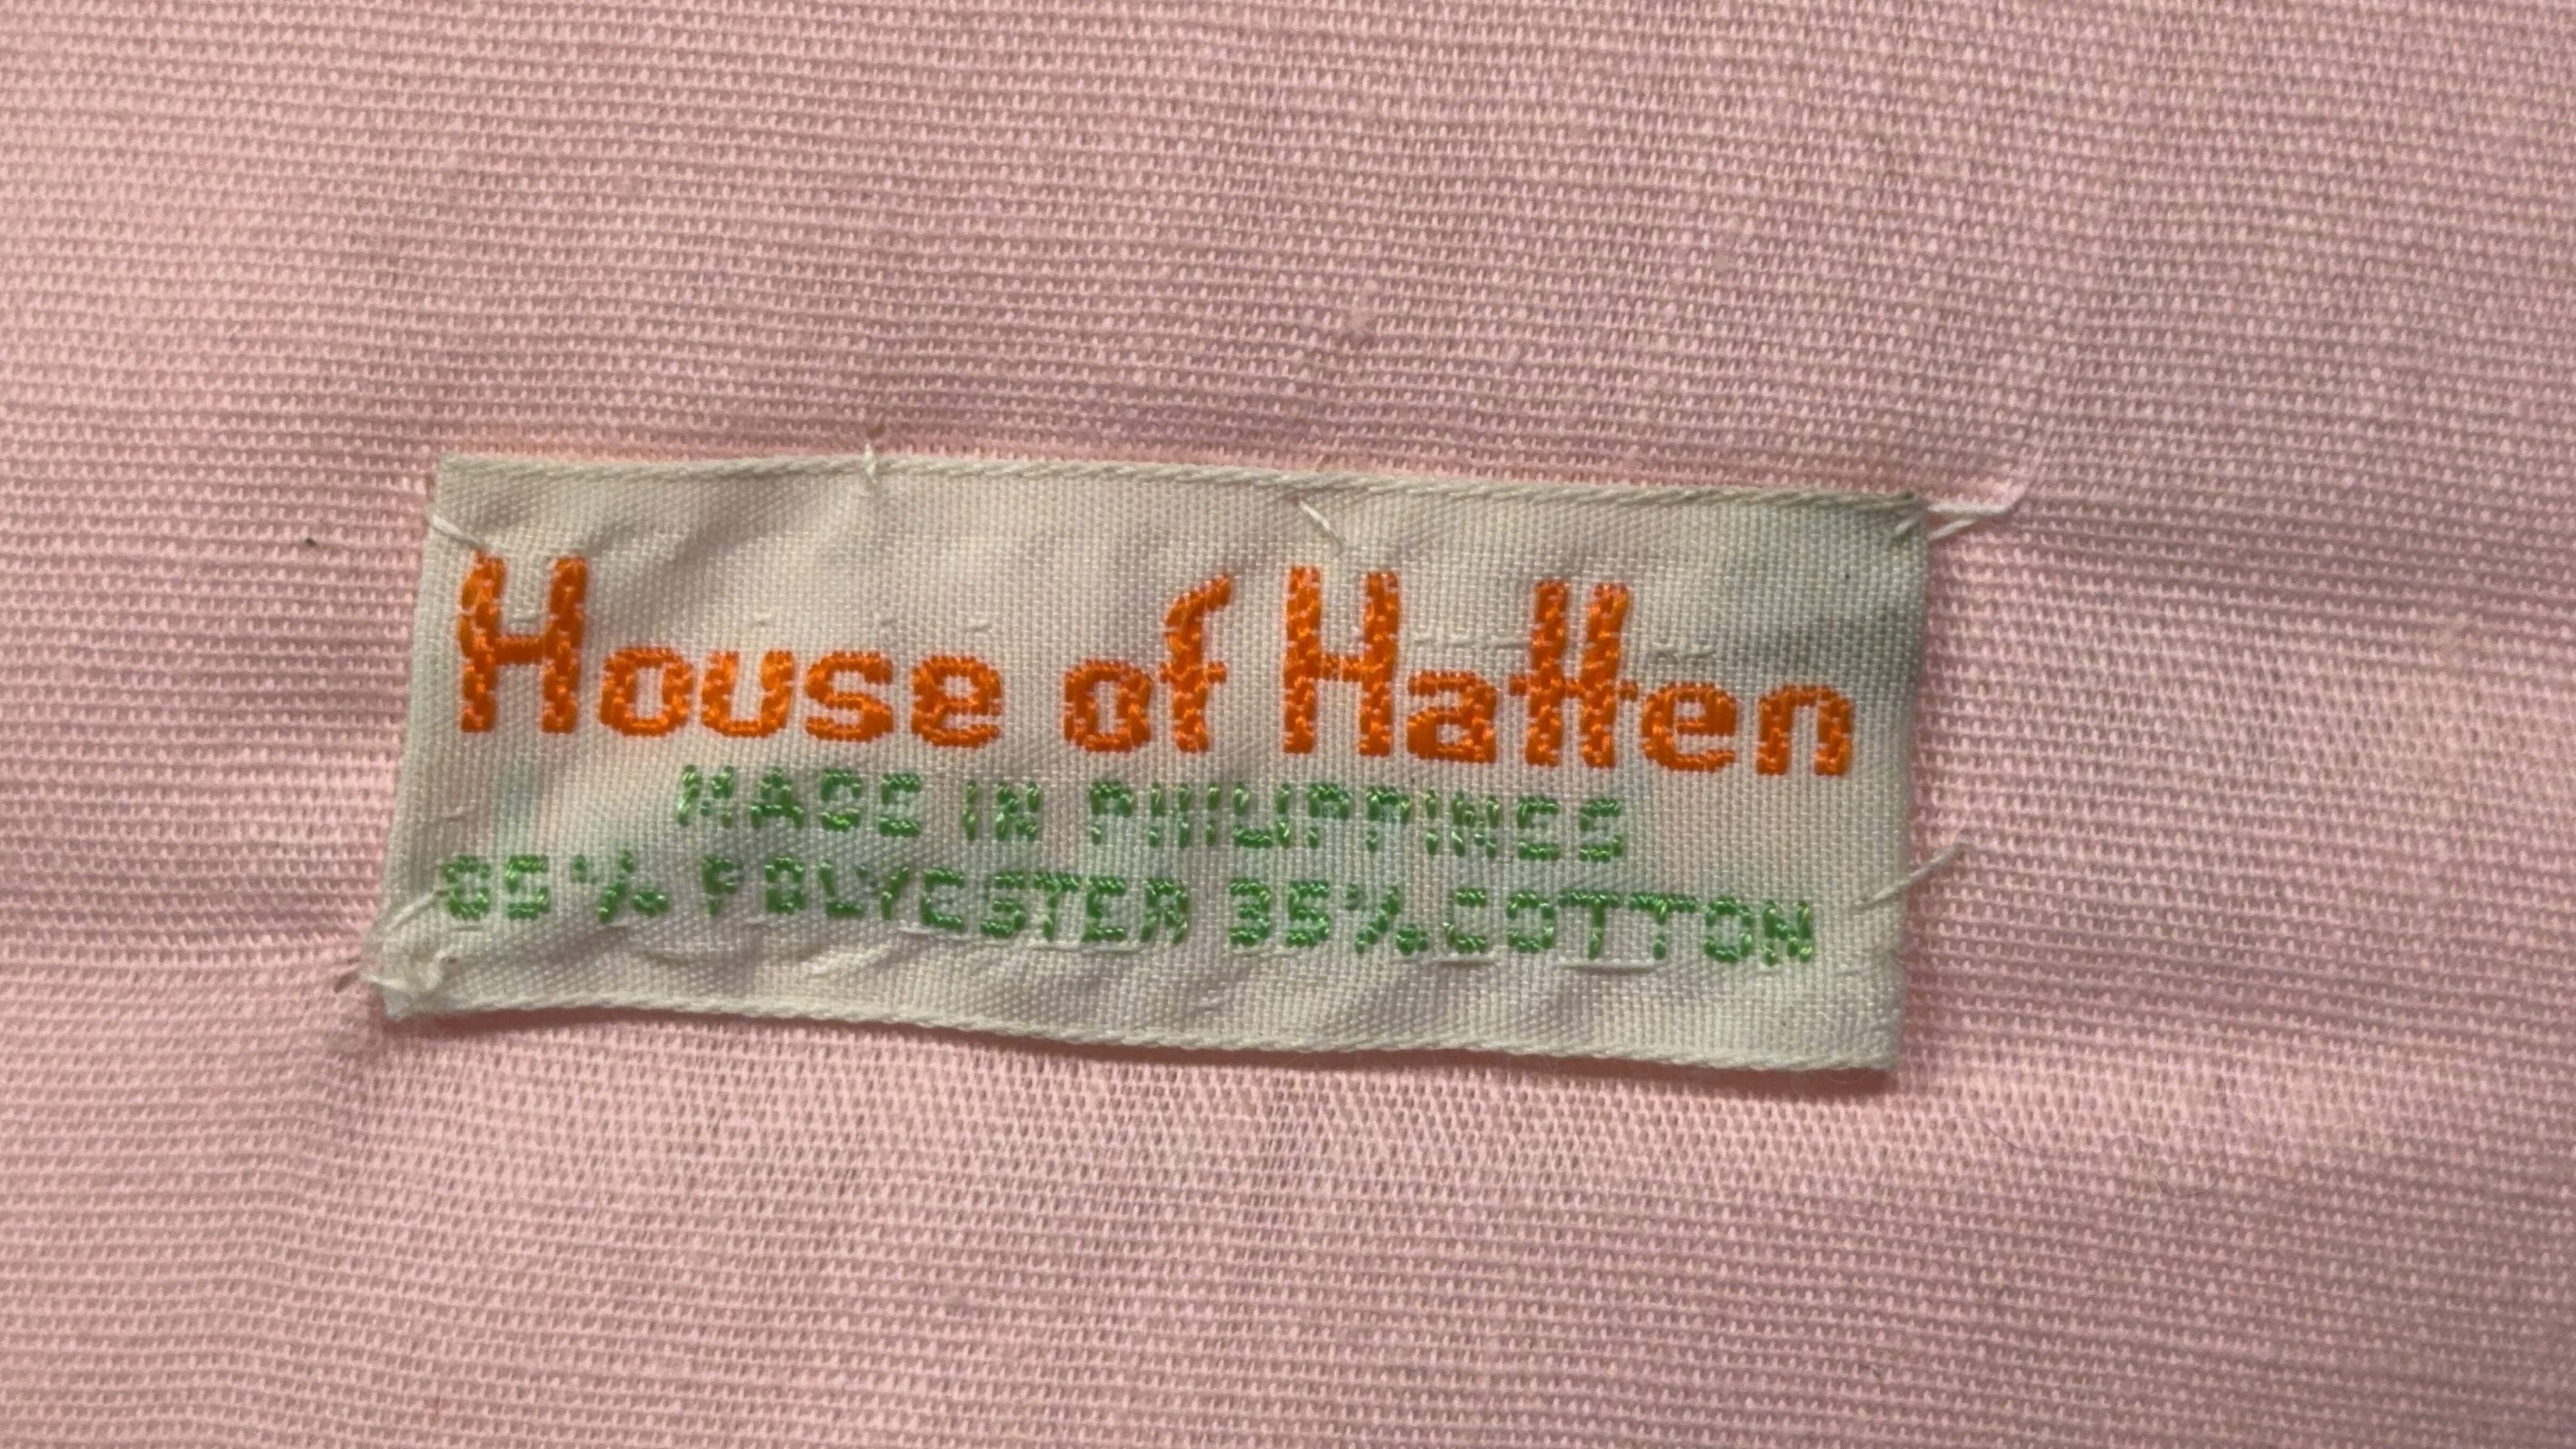 House of Hatten
MADE IN PHILIPPINES
65% POLYESTER 35% COTTON